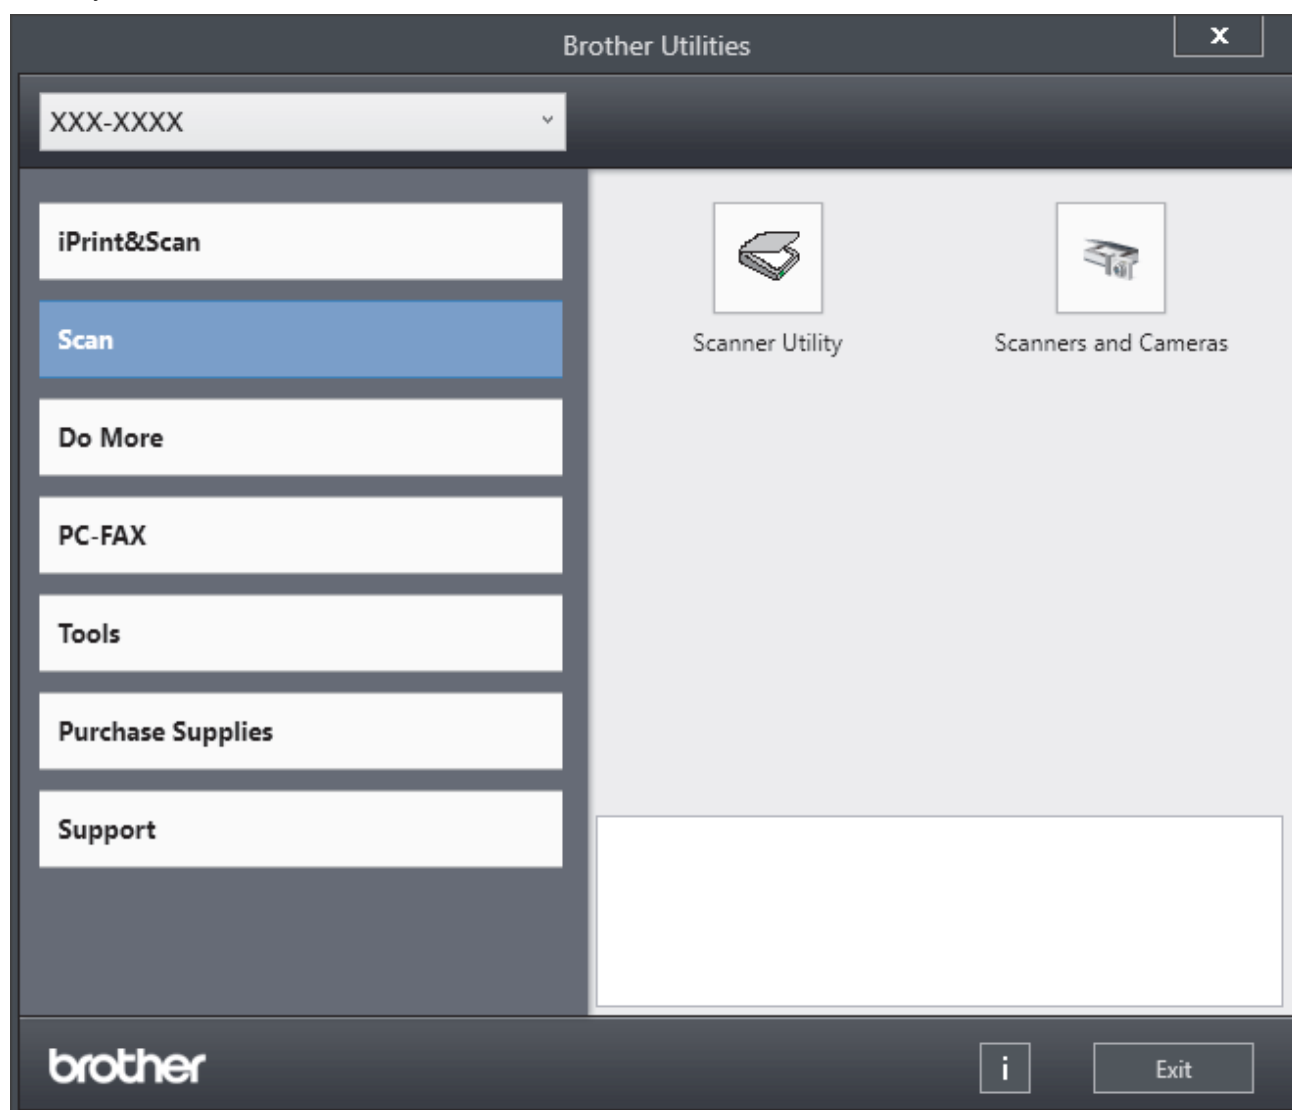 Brother Utilities
x
XXX-XXXX
iPrint&Scan
Scan
Do More
PC-FAX
Tools
Purchase Supplies
Support
Scanner Utility
Scanners and Cameras
brother
i
Exit